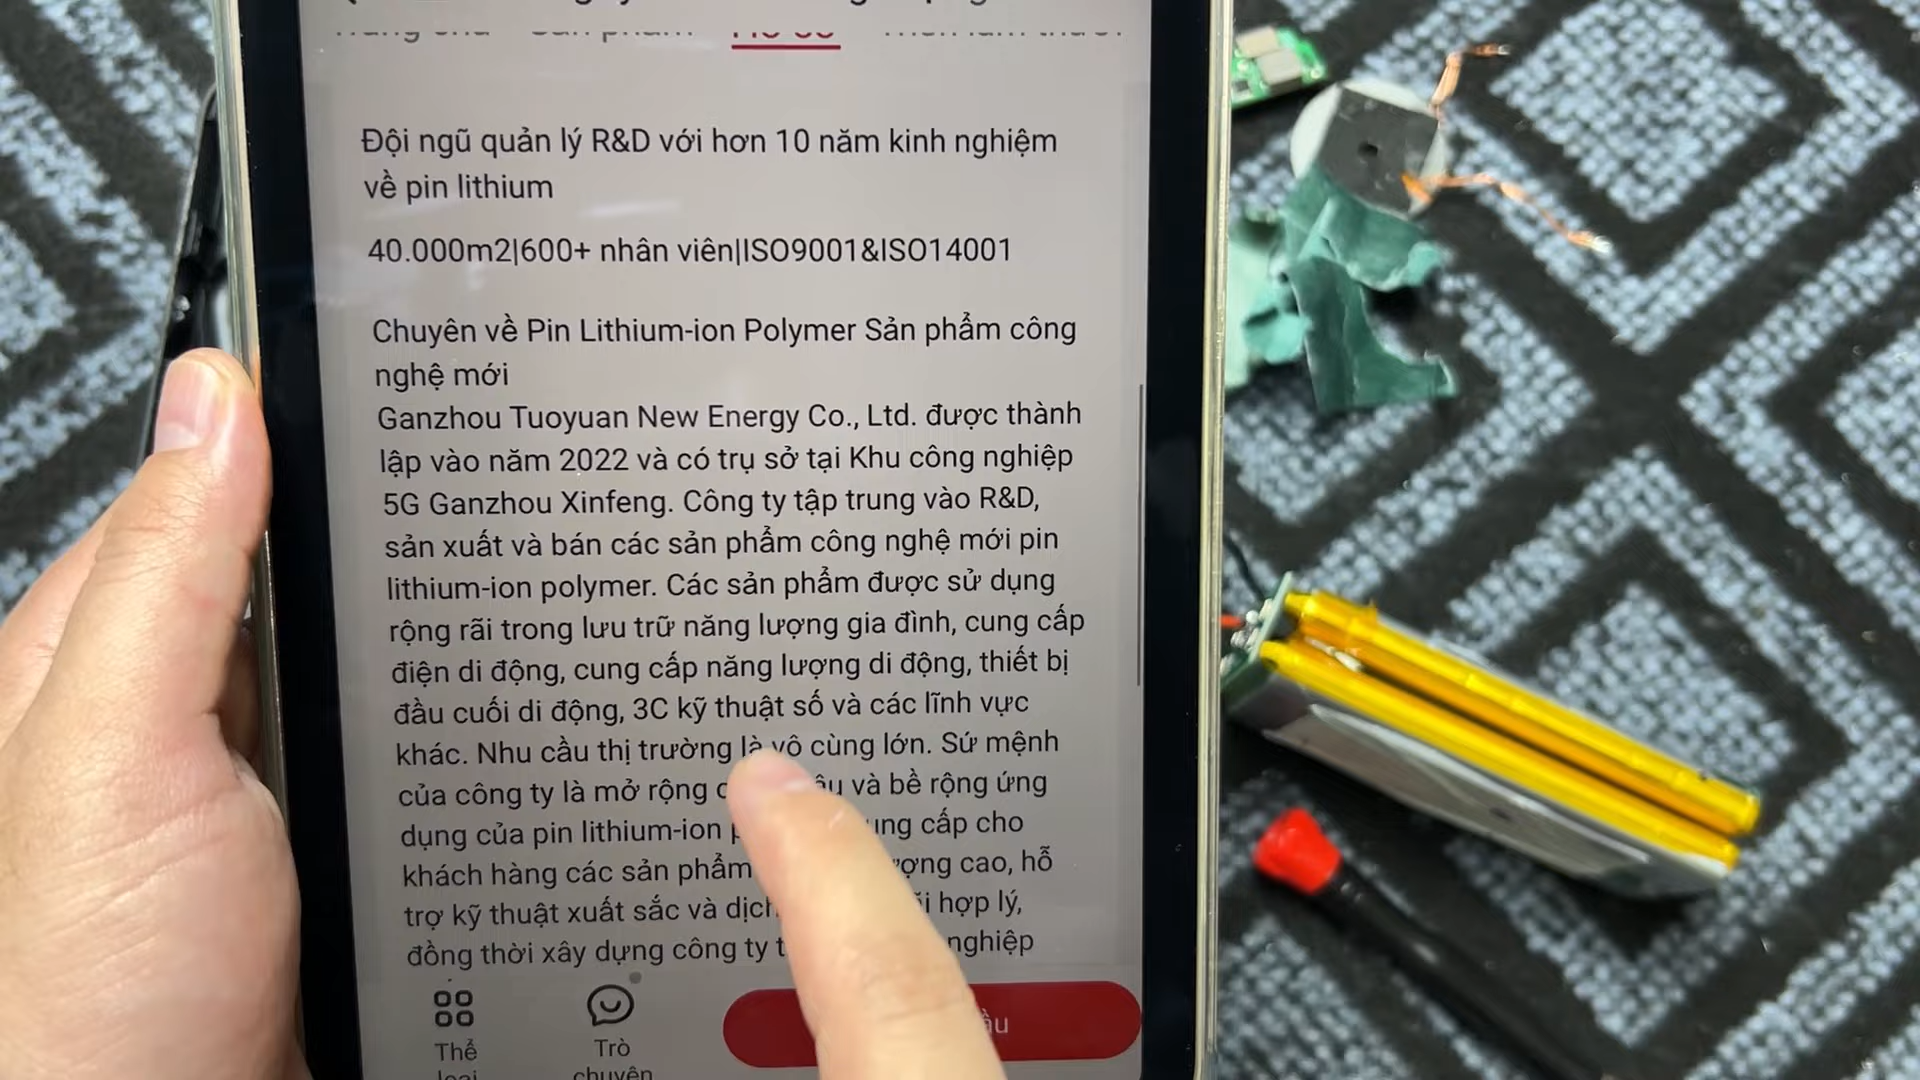 Đội ngũ quản lý R&D với hơn 10 năm kinh nghiệm
về pin lithium
40.000m2|600+ nhân viên|ISO9001&ISO14001
Chuyên về Pin Lithium-ion Polymer Sản phẩm công
nghệ mới
Ganzhou Tuoyuan New Energy Co., Ltd. được thành
lập vào năm 2022 và có trụ sở tại Khu công nghiệp
5G Ganzhou Xinfeng. Công ty tập trung vào R&D,
sản xuất và bán các sản phẩm công nghệ mới pin
lithium-ion polymer. Các sản phẩm được sử dụng
rộng rãi trong lưu trữ năng lượng gia đình, cung cấp
điện di động, cung cấp năng lượng di động, thiết bị
đầu cuối di động, 3C kỹ thuật số và các lĩnh vực
khác. Nhu cầu thị trường là vô cùng lớn. Sứ mệnh
của công ty là mở rộng và bề rộng ứng
dụng của pin lithium-ion cấp cho
khách hàng các sản phẩm cao, hỗ
trợ kỹ thuật xuất sắc và hợp lý,
đồng thời xây dựng công ty nghiệp
Thể
loại
Trò
chuyện